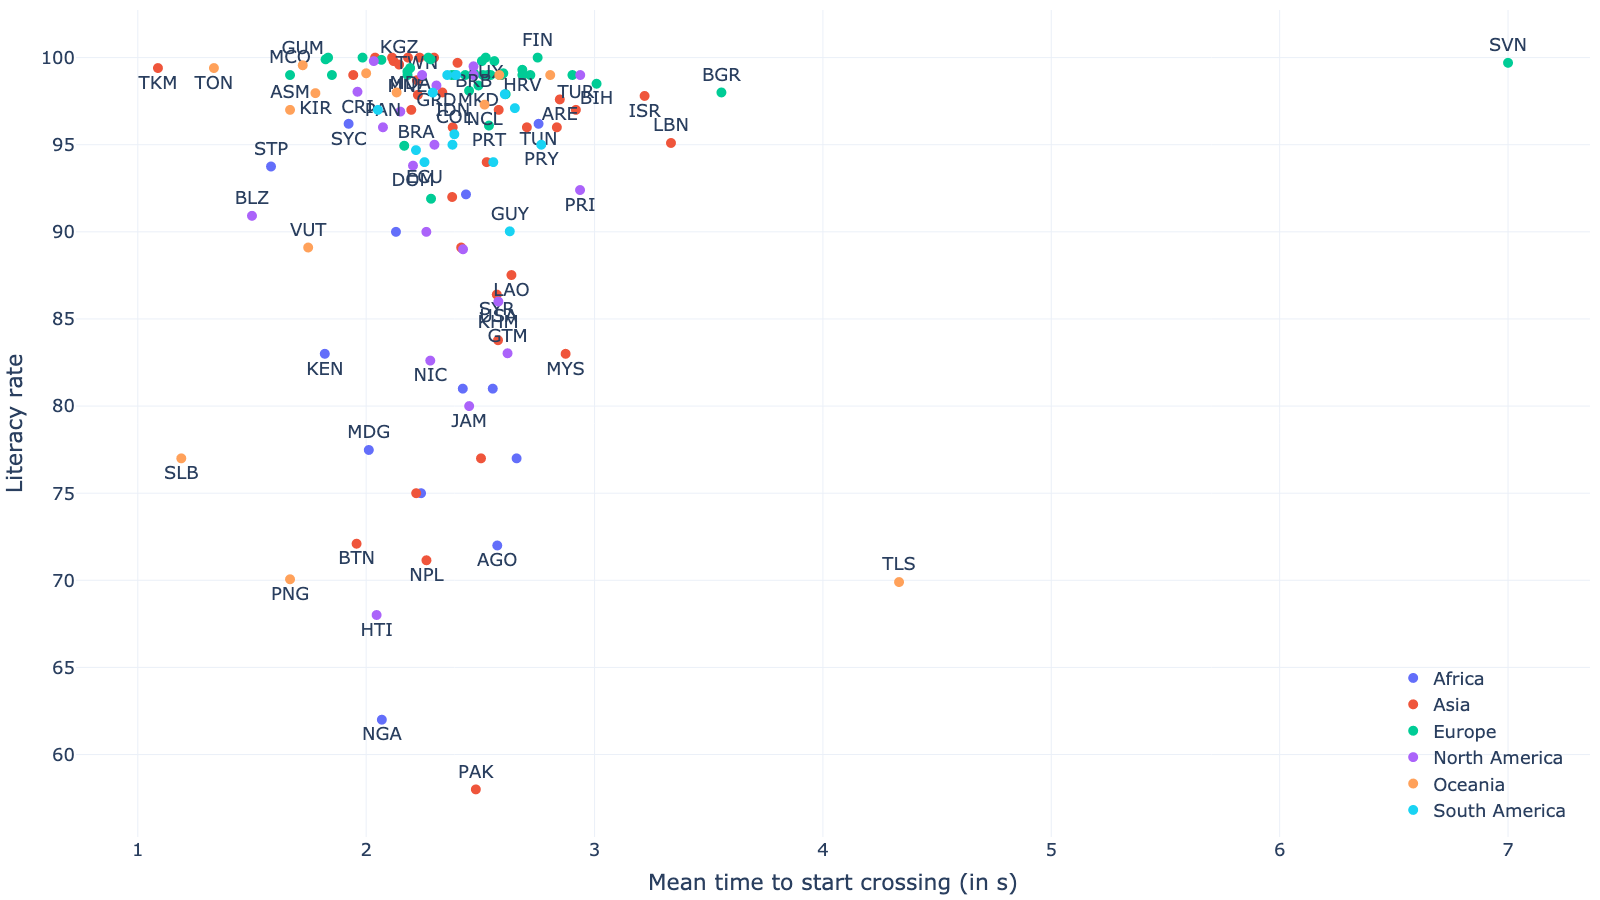 FIN
SVN
GUM
KGZ
MCO
TWN
BGR
TKM
TON
ASM
BRB
HRV
KIR
CRI
PAN
GRD
MKD
TUR
BIH
ISR
IDN
COL
NCL
ARE
LBN
SYC
BRA
PRT
TUN
STP
PRY
DOM
ECU
BLZ
PRI
VUT
GUY
LAO
SYR
USA
KHM
GTM
KEN
NIC
MYS
JAM
MDG
SLB
BTN
AGO
NPL
TLS
PNG
HTI
NGA
PAK
100
95
90
85
80
75
70
65
60
Literacy rate
1 2 3 4 5 6 7
Mean time to start crossing (in s)
Africa
Asia
Europe
North America
Oceania
South America